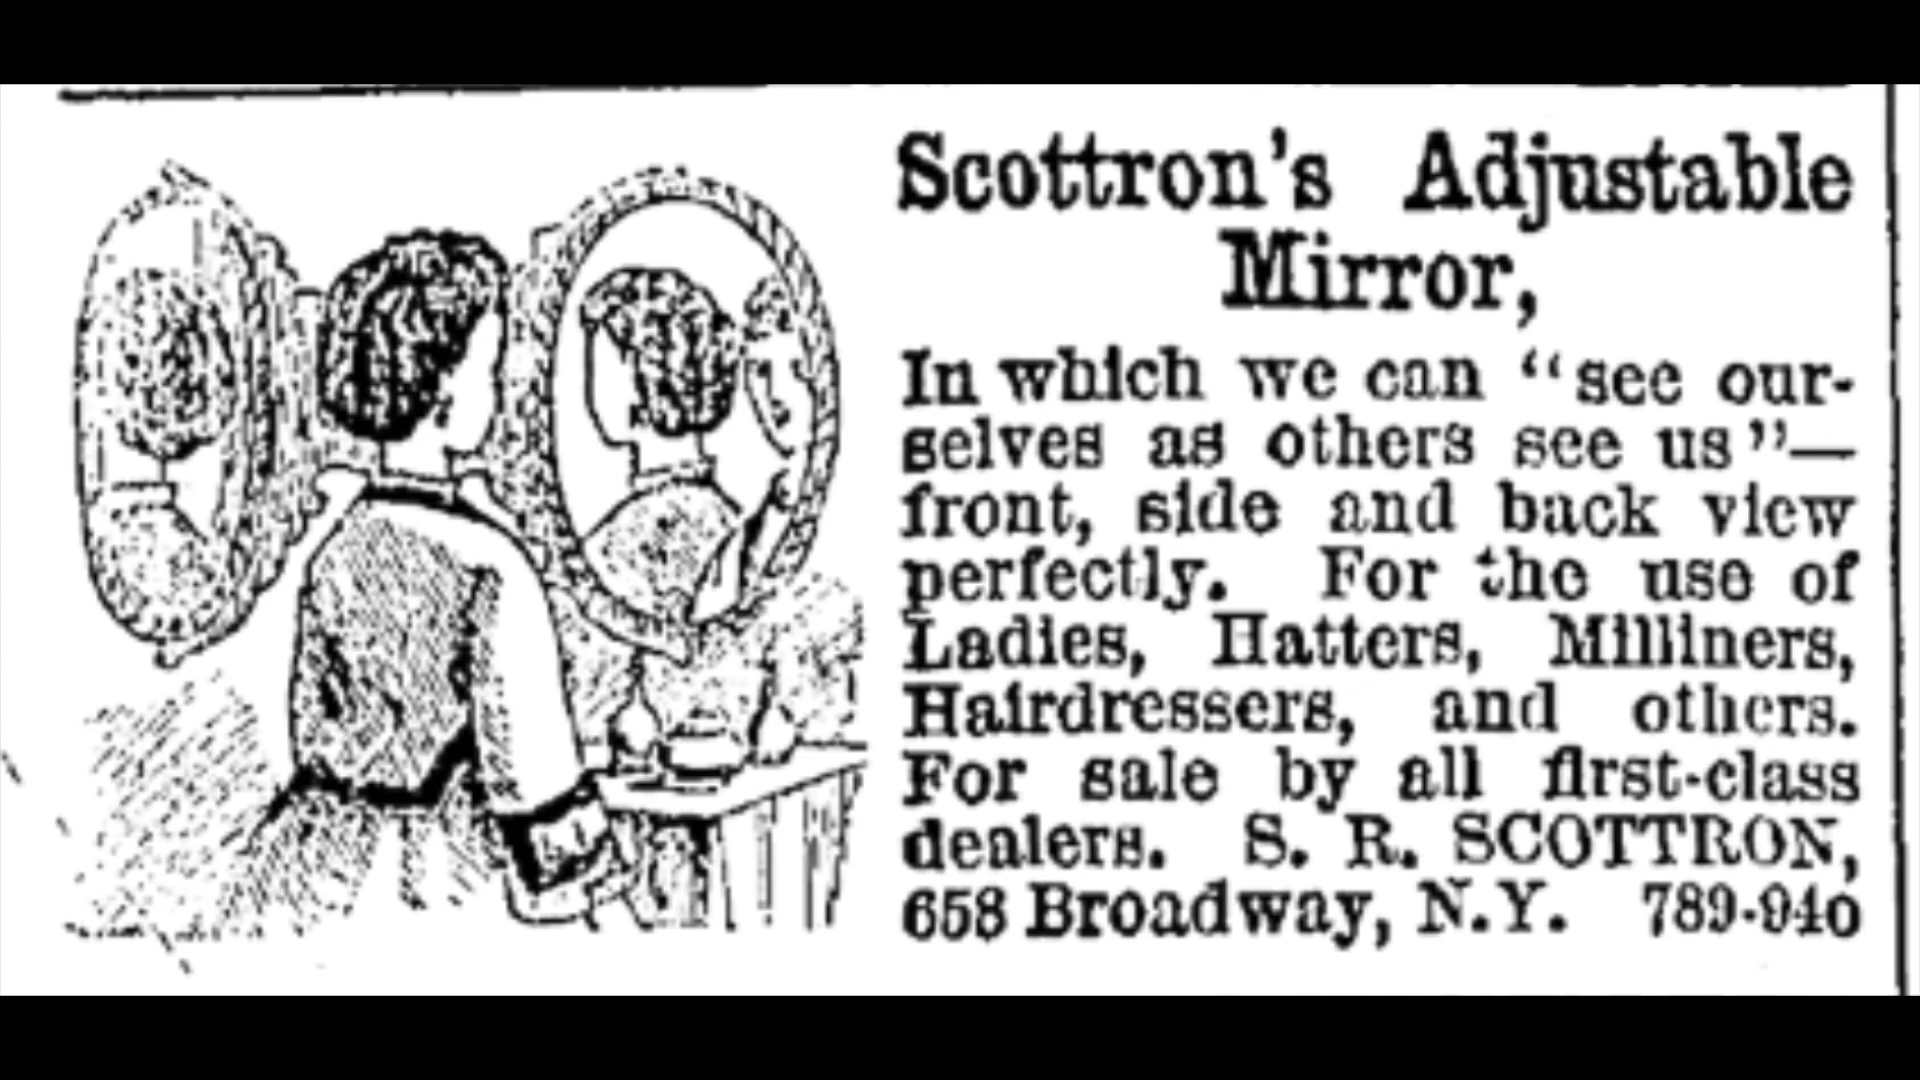 Scottron's Adjustable
Mirror,
In which we can "see our-
selves as others see us"—
front, side and back view
perfectly. For the use of
Ladies, Hatters, Milliners,
Hairdressers, and others.
For sale by all first-class
dealers. S. R. SCOTTRON,
658 Broadway, N.Y. 789-940